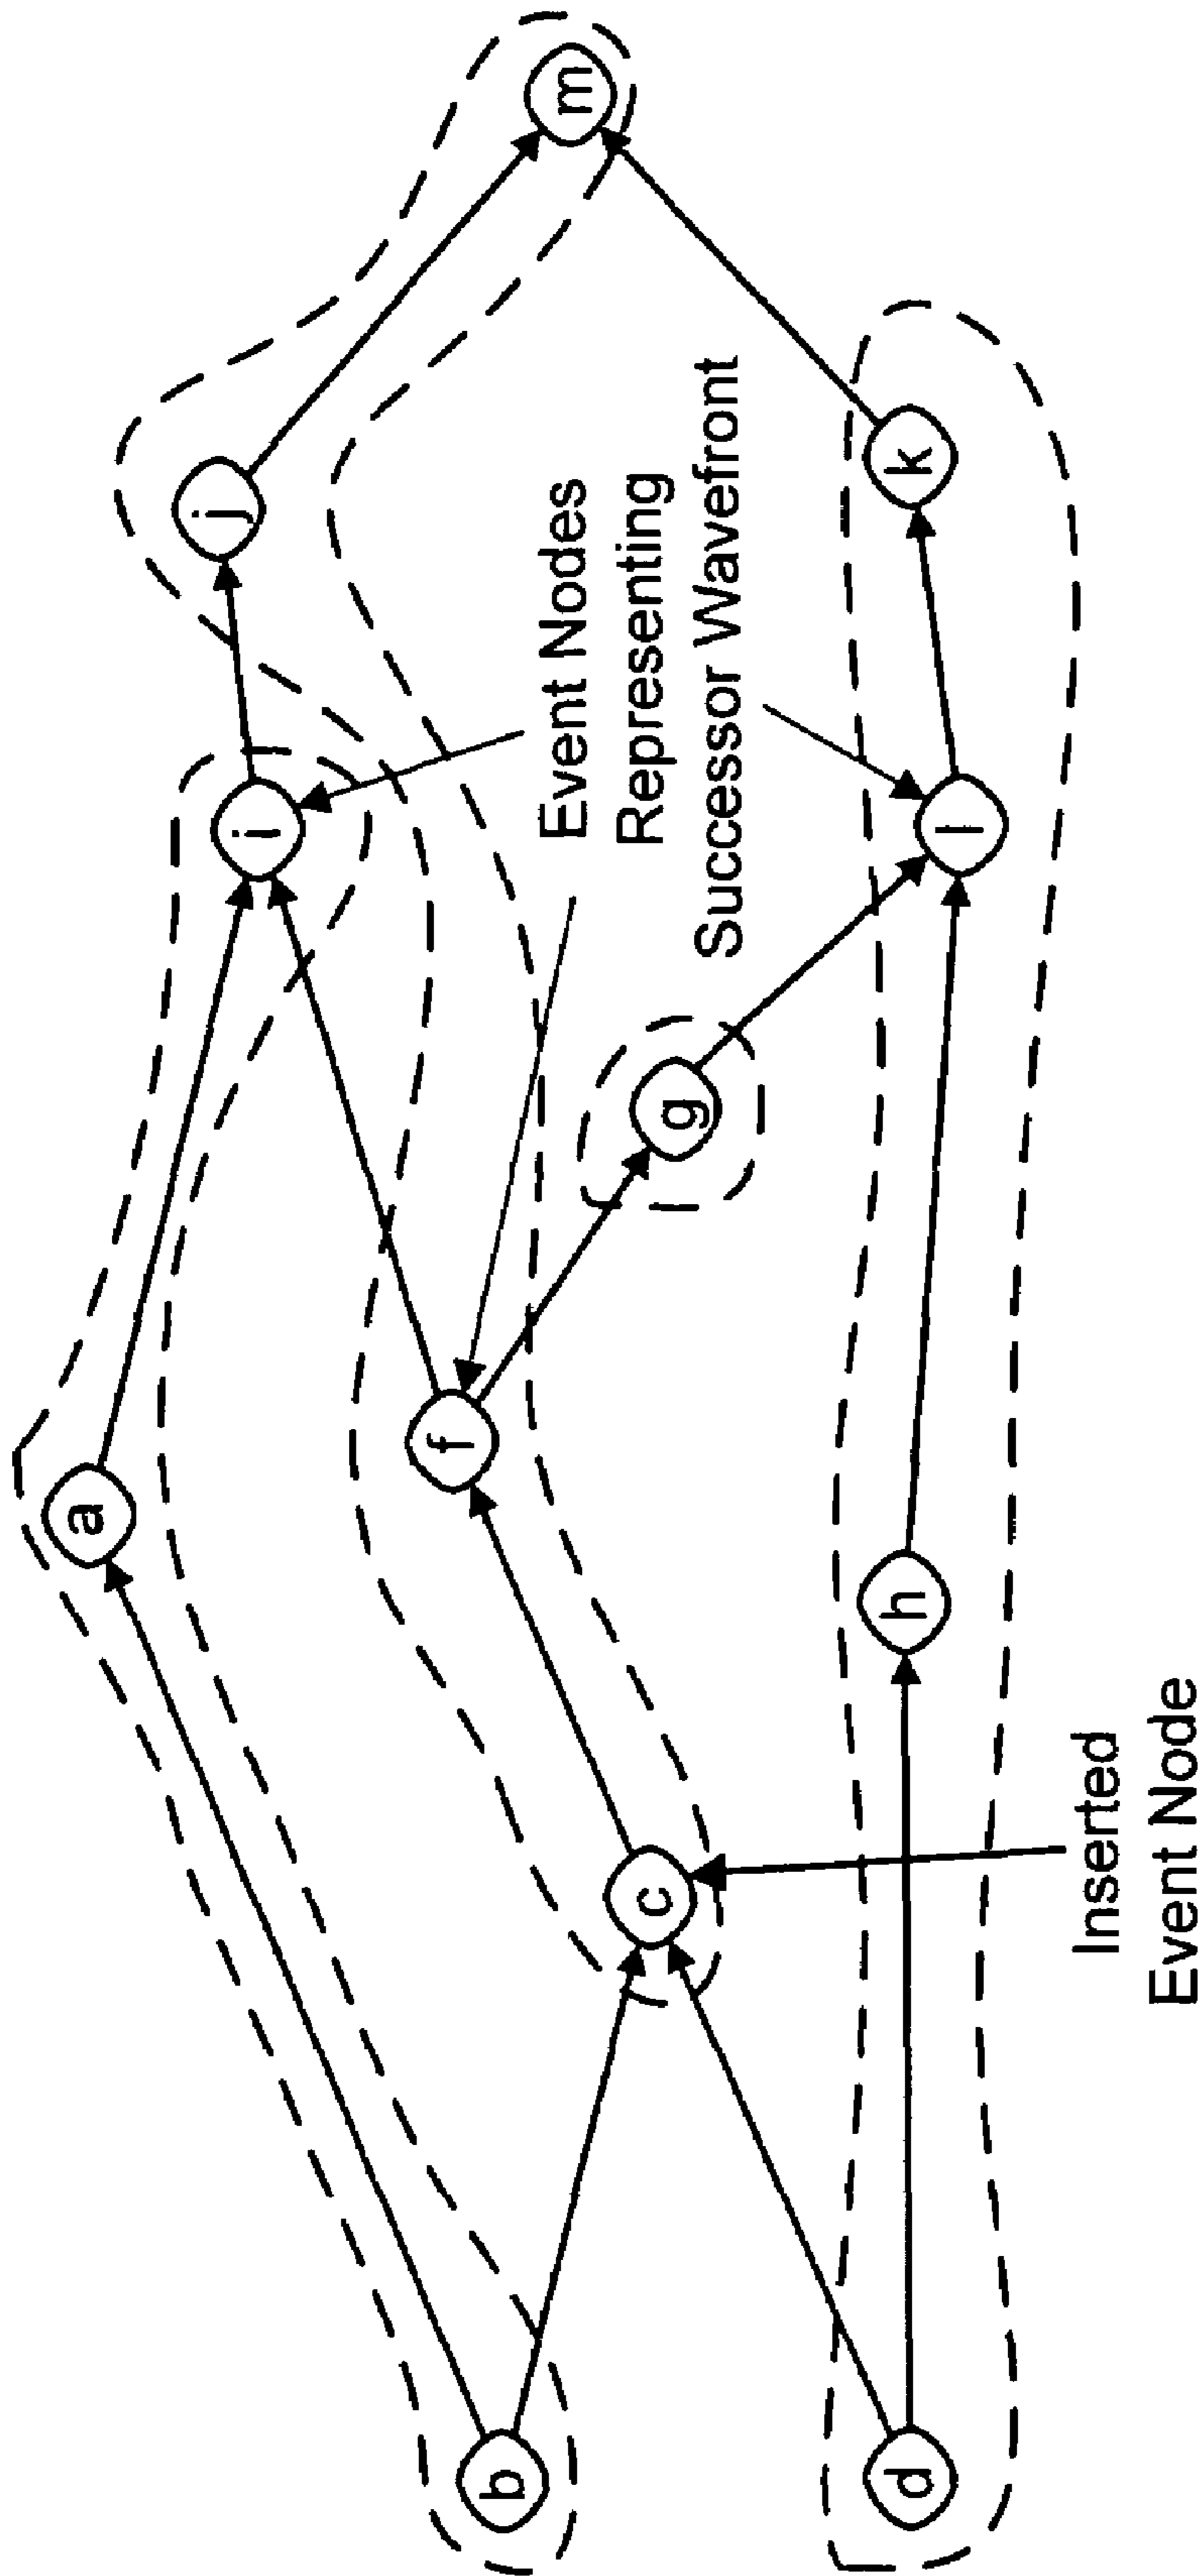 a
i
j
b
f
Event Nodes
Representing
Successor Wavefront
m
c
g
d
h
l
k
Inserted
Event Node